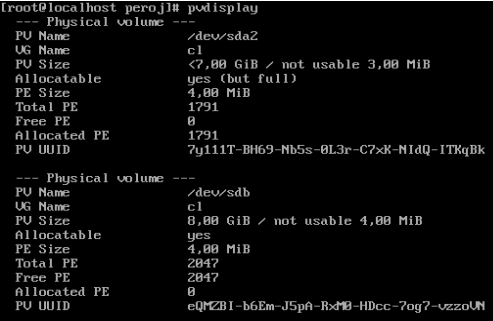 [root@localhost peroj]# pvdisplay
--- Physical volume ---
PV Name /dev/sda2
VG Name cl
PV Size <7,00 GiB / not usable 3,00 MiB
Allocatable yes (but full)
PE Size 4,00 MiB
Total PE 1791
Free PE 0
Allocated PE 1791
PV UUID 7y111T-BH69-Nb5s-0L3r-C7xK-NIdQ-ITKqBk
--- Physical volume ---
PV Name /dev/sdb
VG Name cl
PV Size 8,00 GiB / not usable 4,00 MiB
Allocatable yes
PE Size 4,00 MiB
Total PE 2047
Free PE 2047
Allocated PE 0
PV UUID eQMZBI-b6Em-J5pA-RxM0-HDcc-7og7-vzzoVN